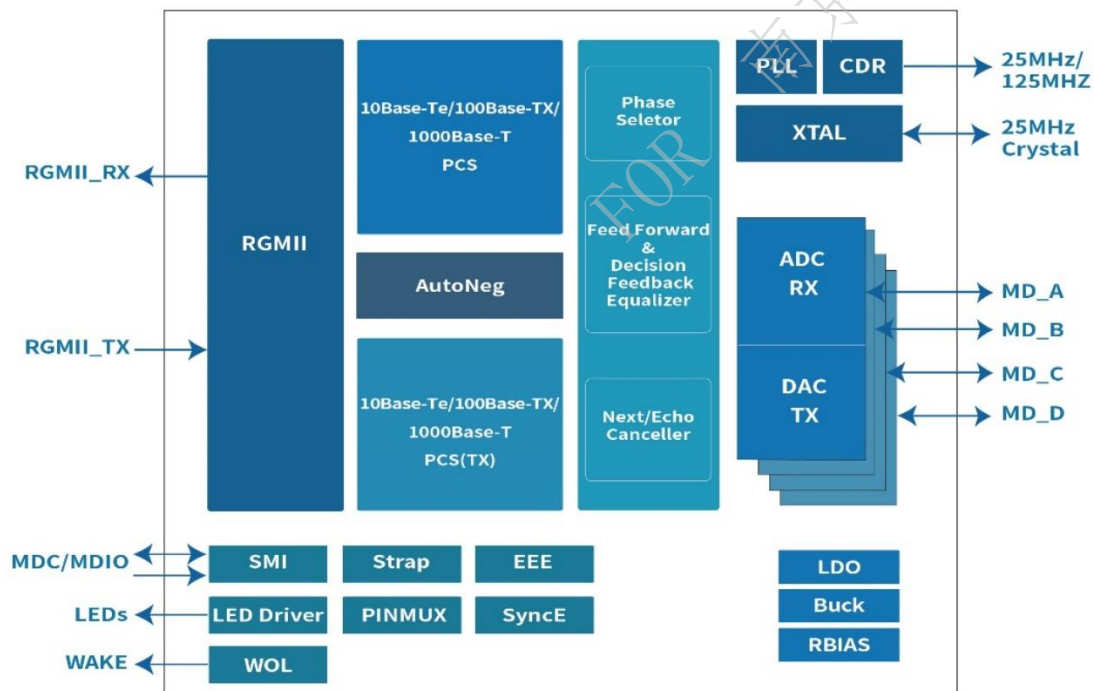 RGMII_RX
RGMII_TX
MDC/MDIO
LEDs
WAKE
RGMII
10Base-Te/100Base-TX/
1000Base-T
PCS
AutoNeg
10Base-Te/100Base-TX/
1000Base-T
PCS(TX)
Phase
Seletor
Feed Forward
&
Decision
Feedback
Equalizer
Next/Echo
Canceller
PLL
CDR
XTAL
25MHz/
125MHZ
25MHz
Crystal
ADC
RX
DAC
TX
MD_A
MD_B
MD_C
MD_D
SMI
Strap
EEE
LED Driver
PINMUX
SyncE
WOL
LDO
Buck
RBIAS
FOR
南